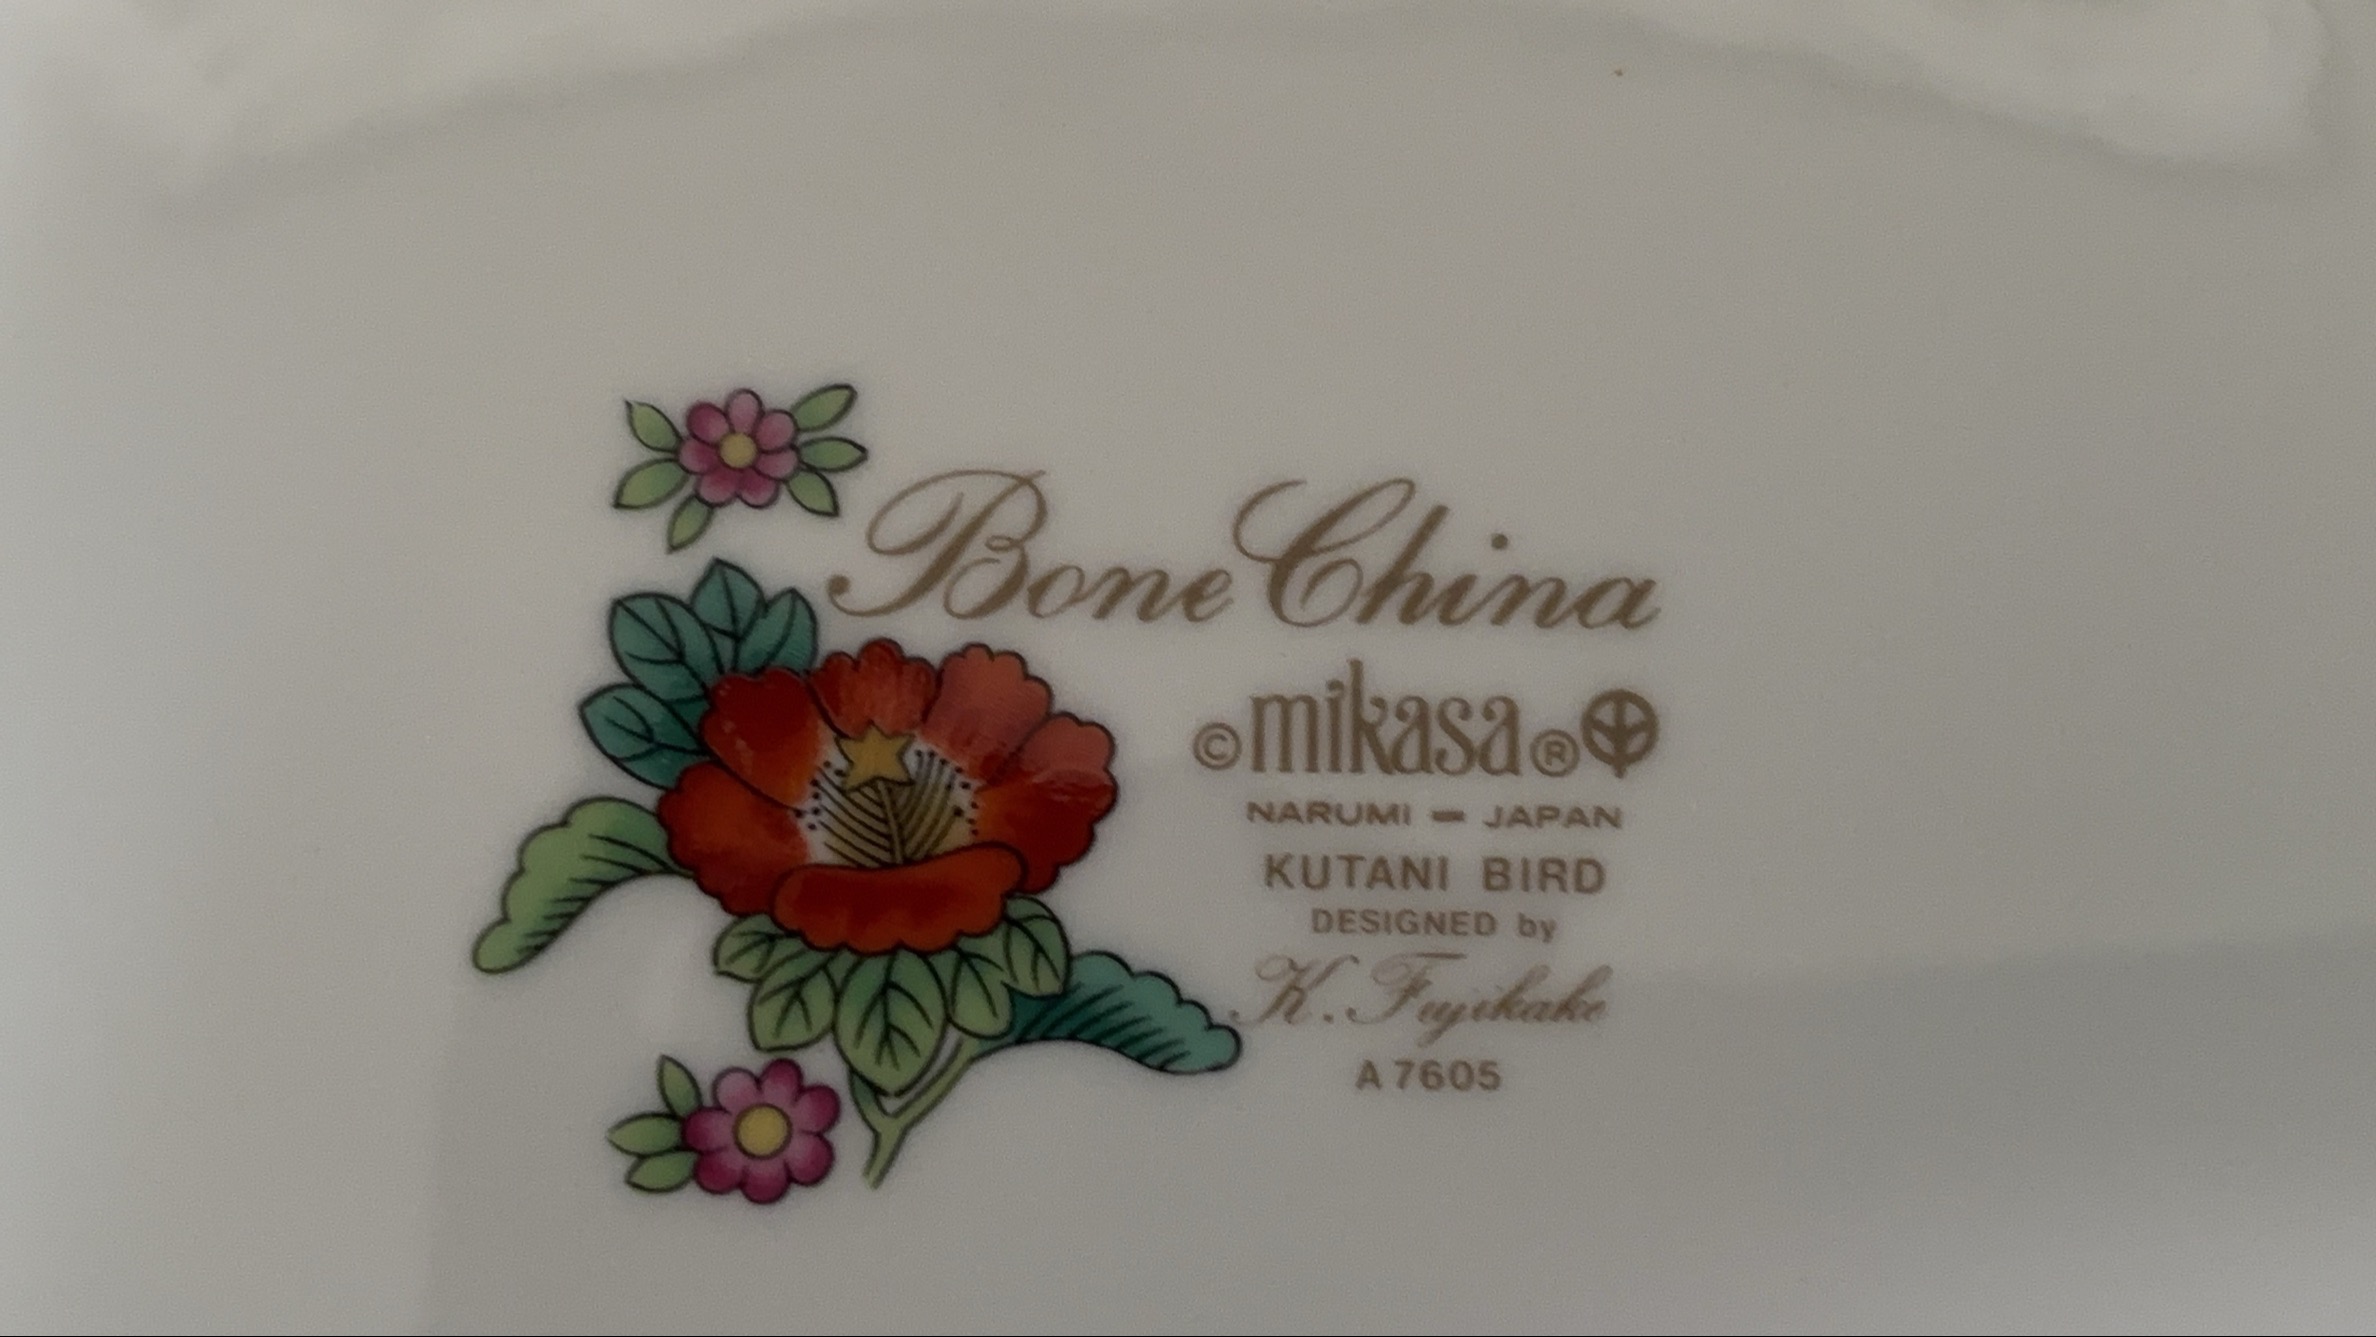 Bone China
©mikasa®
NARUMI – JAPAN
KUTANI BIRD
DESIGNED by
K. Fujikake
A7605